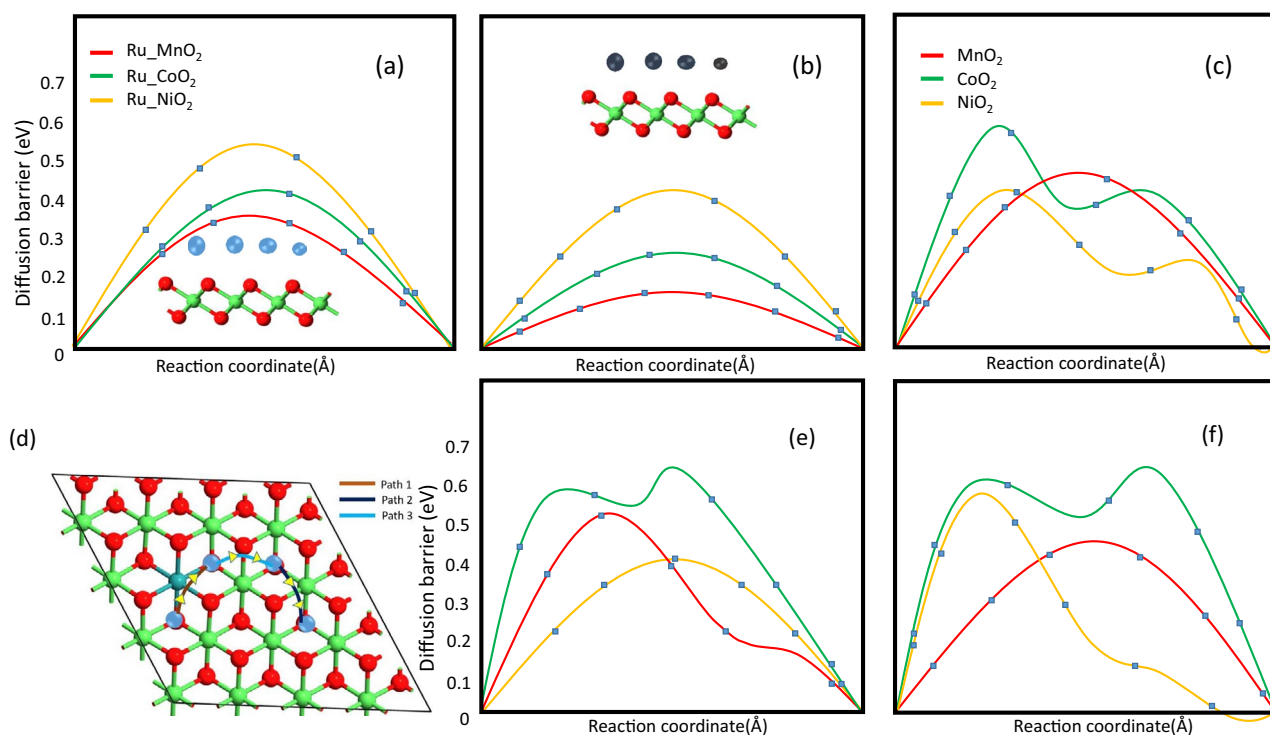 Ru_MnO₂
Ru_CoO₂
Ru_NiO₂
(a)
0.7
0.6
0.5
0.4
0.3
0.2
0.1
0
Diffusion barrier (eV)
Reaction coordinate(Å)
(b)
Reaction coordinate(Å)
MnO₂
CoO₂
NiO₂
(c)
Reaction coordinate(Å)
(d)
Path 1
Path 2
Path 3
(e)
0.7
0.6
0.5
0.4
0.3
0.2
0.1
0
Diffusion barrier (eV)
Reaction coordinate(Å)
(f)
Reaction coordinate(Å)